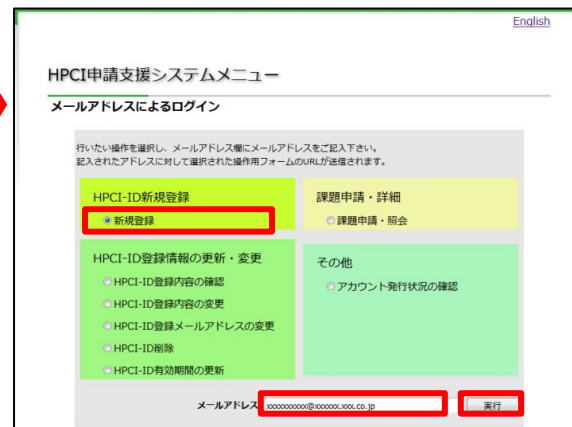 English
HPCI申請支援システムメニュー
メールアドレスによるログイン
行いたい操作を選択し、メールアドレス欄にメールアドレスをご記入下さい。
記入されたアドレスに対して選択された操作用フォームのURLが送信されます。
HPCI-ID新規登録
新規登録
課題申請・詳細
課題申請・照会
HPCI-ID登録情報の更新・変更
HPCI-ID登録内容の確認
HPCI-ID登録内容の変更
HPCI-ID登録メールアドレスの変更
HPCI-ID削除
HPCI-ID有効期間の更新
その他
アカウント発行状況の確認
メールアドレス xxxxxxxxxx@xxxxxx.xxx.co.jp 実行